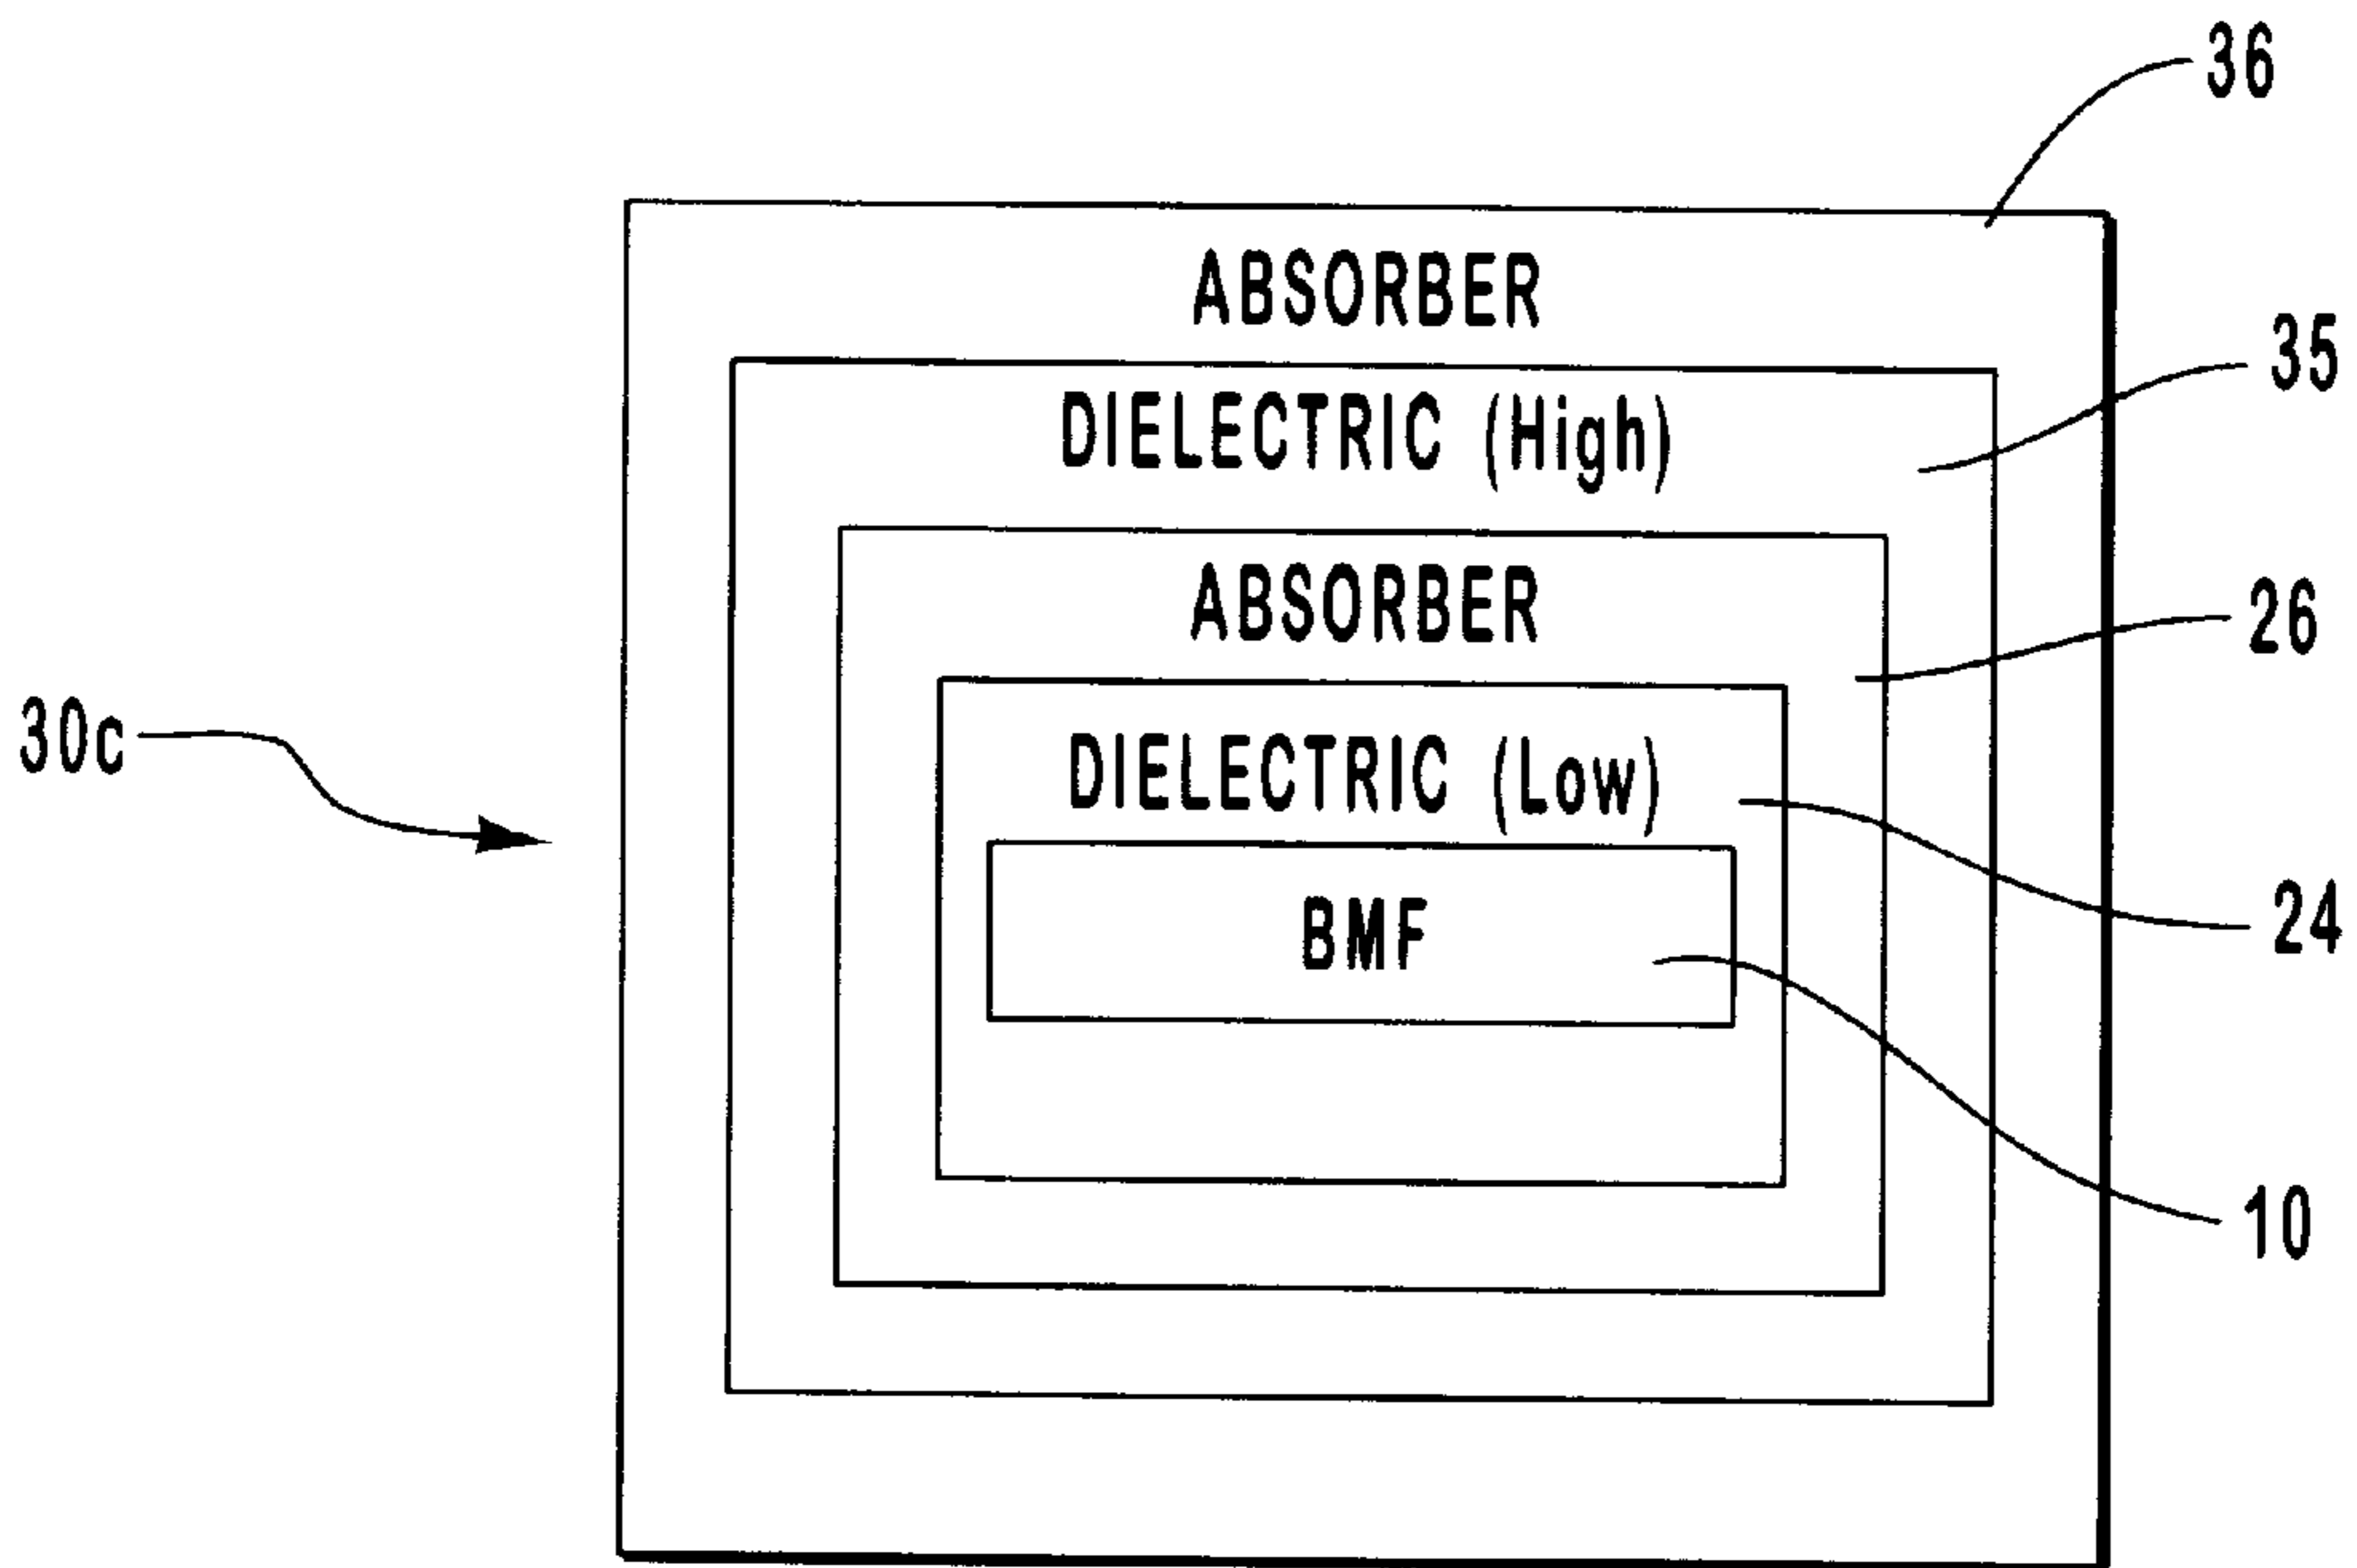 36
ABSORBER
35
DIELECTRIC (High)
ABSORBER
26
30c
DIELECTRIC (Low)
24
BMF
10